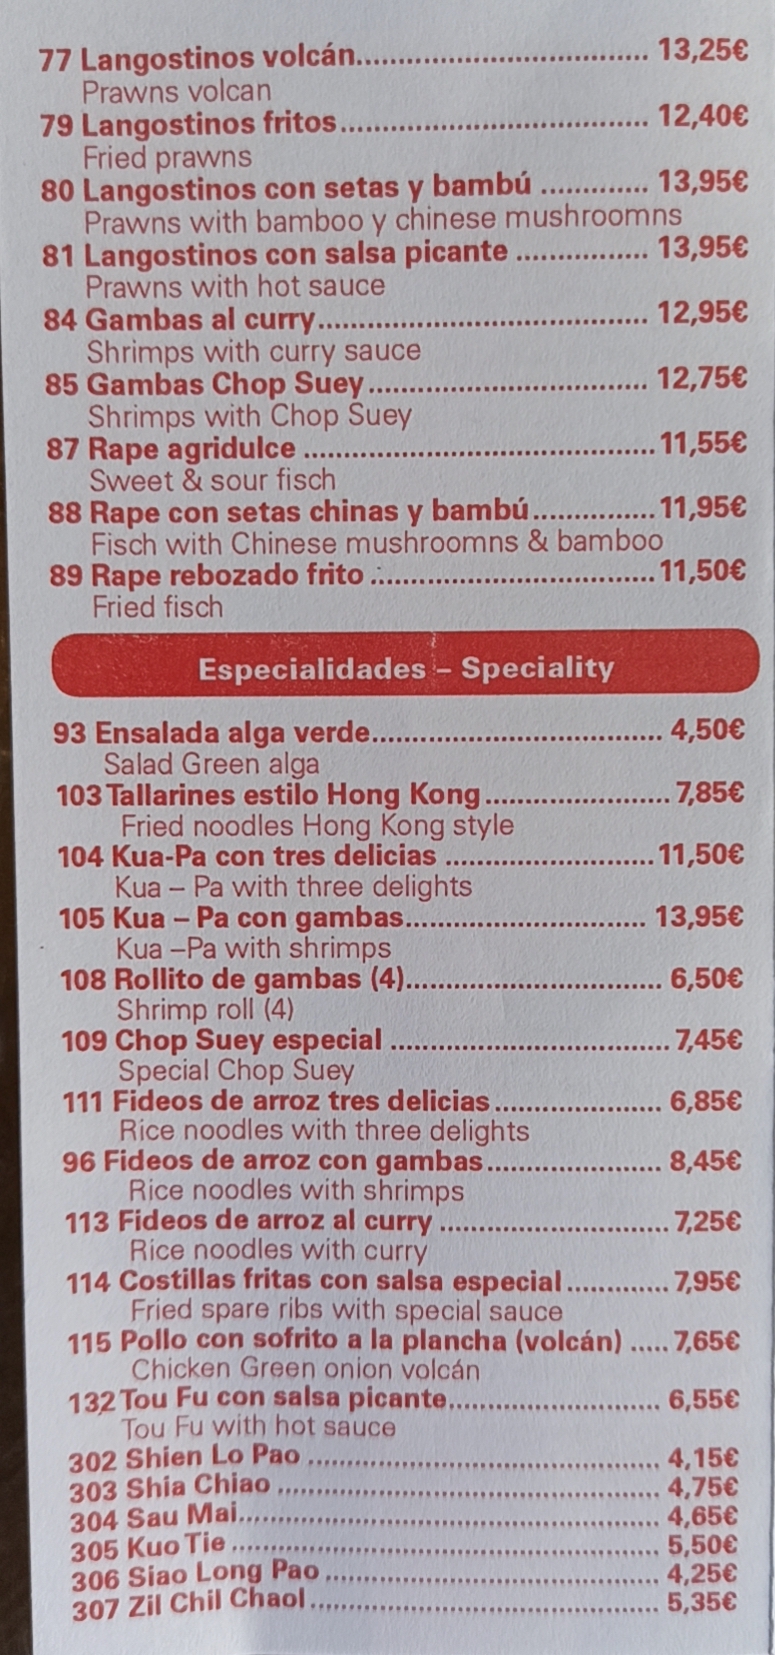 77 Langostinos volcán.................................. 13,25€
Prawns volcan
79 Langostinos fritos.................................... 12,40€
Fried prawns
80 Langostinos con setas y bambú ............. 13,95€
Prawns with bamboo y chinese mushroomns
81 Langostinos con salsa picante ................ 13,95€
Prawns with hot sauce
84 Gambas al curry....................................... 12,95€
Shrimps with curry sauce
85 Gambas Chop Suey................................. 12,75€
Shrimps with Chop Suey
87 Rape agridulce .........................................11,55€
Sweet & sour fisch
88 Rape con setas chinas y bambú...............11,95€
Fisch with Chinese mushroomns & bamboo
89 Rape rebozado frito .................................11,50€
Fried fisch
Especialidades – Speciality
93 Ensalada alga verde.................................. 4,50€
Salad Green alga
103 Tallarines estilo Hong Kong...................... 7,85€
Fried noodles Hong Kong style
104 Kua-Pa con tres delicias .........................11,50€
Kua – Pa with three delights
105 Kua – Pa con gambas............................. 13,95€
Kua –Pa with shrimps
108 Rollito de gambas (4).............................. 6,50€
Shrimp roll (4)
109 Chop Suey especial ................................. 7,45€
Special Chop Suey
111 Fideos de arroz tres delicias.................... 6,85€
Rice noodles with three delights
96 Fideos de arroz con gambas..................... 8,45€
Rice noodles with shrimps
113 Fideos de arroz al curry ........................... 7,25€
Rice noodles with curry
114 Costillas fritas con salsa especial............ 7,95€
Fried spare ribs with special sauce
115 Pollo con sofrito a la plancha (volcán) ..... 7,65€
Chicken Green onion volcán
132 Tou Fu con salsa picante......................... 6,55€
Tou Fu with hot sauce
302 Shien Lo Pao .......................................... 4,15€
303 Shia Chiao .............................................. 4,75€
304 Sau Mai................................................... 4,65€
305 Kuo Tie ................................................... 5,50€
306 Siao Long Pao ........................................ 4,25€
307 Zil Chil Chaol .......................................... 5,35€